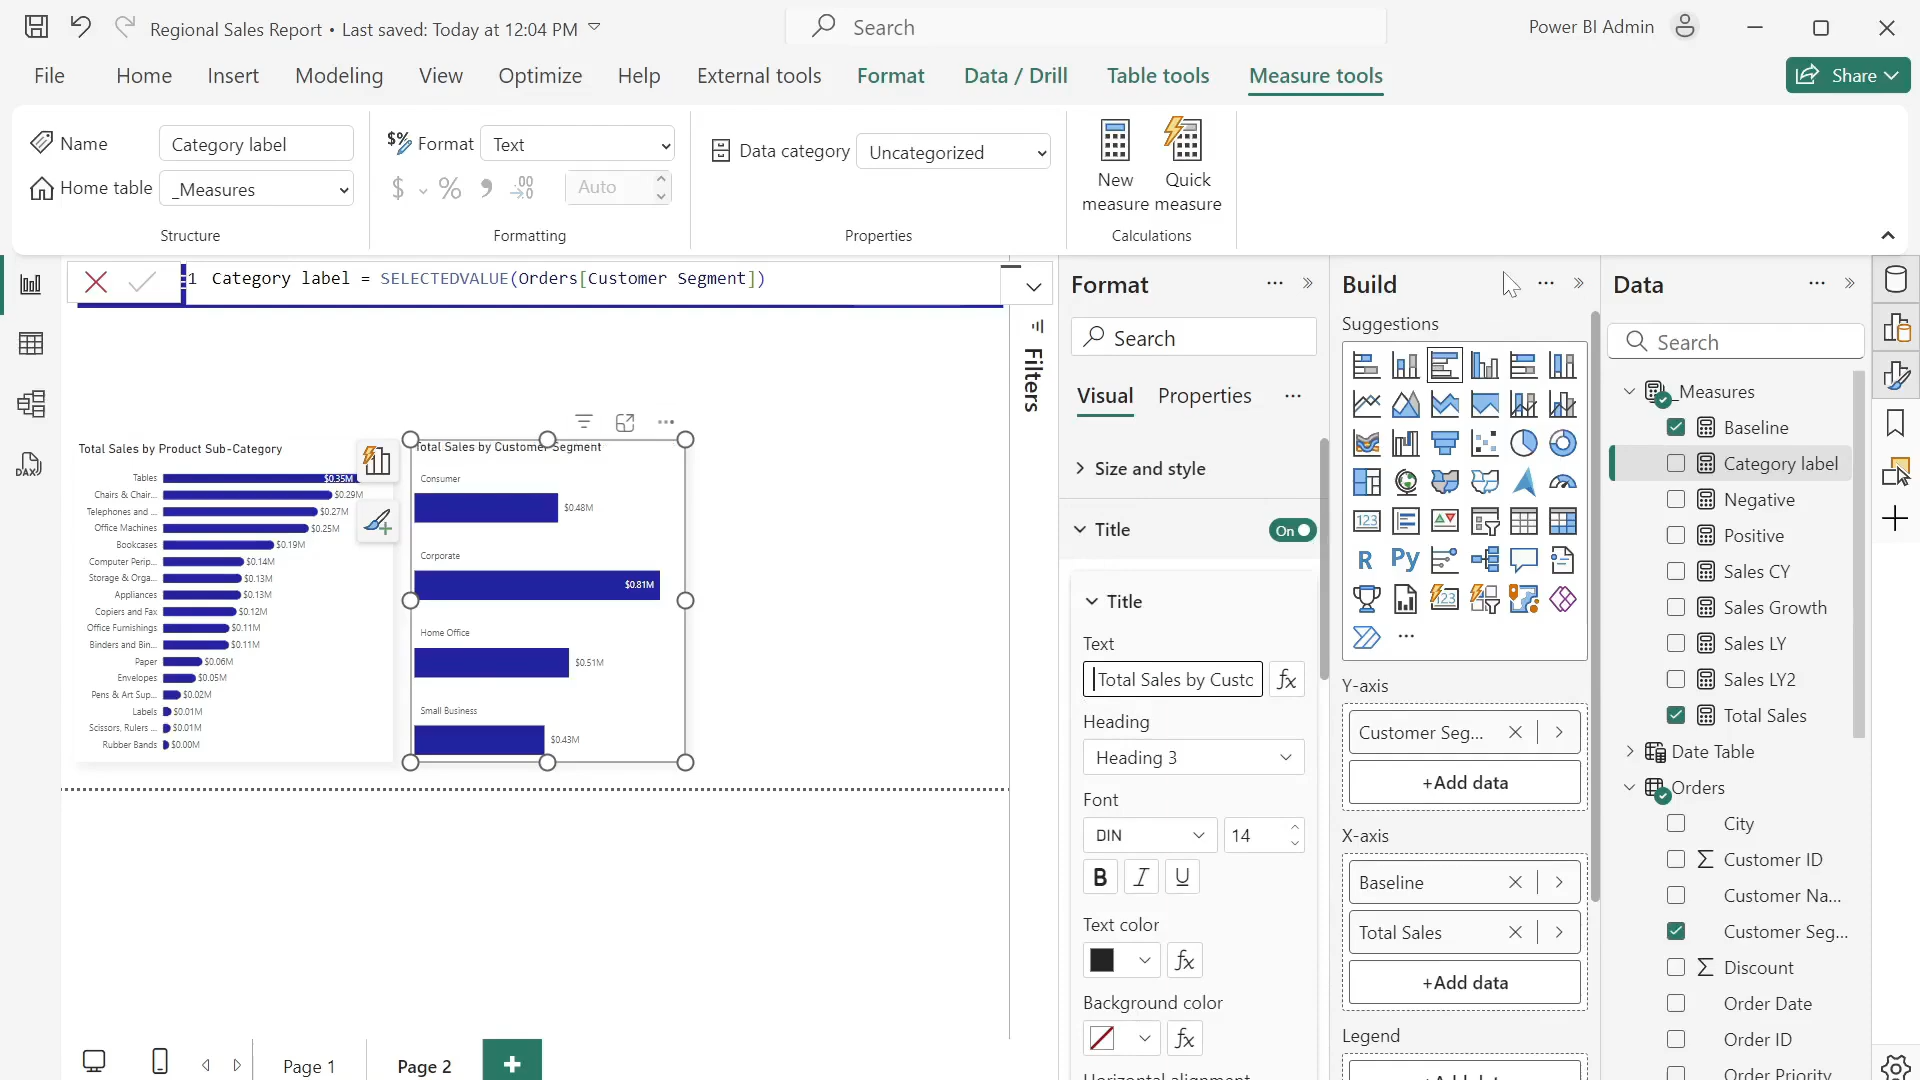 Regional Sales Report • Last saved: Today at 12:04 PM
Search
Power BI Admin
File
Home
Insert
Modeling
View
Optimize
Help
External tools
Format
Data / Drill
Table tools
Measure tools
Share
Name
Category label
Home table
_Measures
Structure
$% Format
Text
$ % 9 .00
Auto
Formatting
Data category
Uncategorized
Properties
New measure
Quick measure
Calculations
1 Category label = SELECTEDVALUE(Orders[Customer Segment])
Total Sales by Product Sub-Category
Tables $0.35M
Chairs & Chair... $0.29M
Telephones and ... $0.27M
Office Machines $0.25M
Bookcases $0.19M
Computer Perip... $0.14M
Storage & Orga... $0.13M
Appliances $0.13M
Copiers and Fax $0.12M
Office Furnishings $0.11M
Binders and Bin... $0.11M
Paper $0.06M
Envelopes $0.05M
Pens & Art Sup... $0.02M
Labels $0.01M
Scissors, Rulers ... $0.01M
Rubber Bands $0.00M
Total Sales by Customer Segment
Consumer
$0.48M
Corporate
$0.81M
Home Office
$0.51M
Small Business
$0.43M
Filters
Format
Search
Visual
Properties
Size and style
Title
On
Title
Text
Total Sales by Custc
fx
Heading
Heading 3
Font
DIN
14
B I U
Text color
fx
Background color
fx
Build
Suggestions
123
R Py
123
Y-axis
Customer Seg...
+Add data
X-axis
Baseline
Total Sales
+Add data
Legend
Data
Search
_Measures
Baseline
Category label
Negative
Positive
Sales CY
Sales Growth
Sales LY
Sales LY2
Total Sales
Date Table
Orders
City
Customer ID
Customer Na...
Customer Seg...
Discount
Order Date
Order ID
Order Priority
DAX
Page 1
Page 2